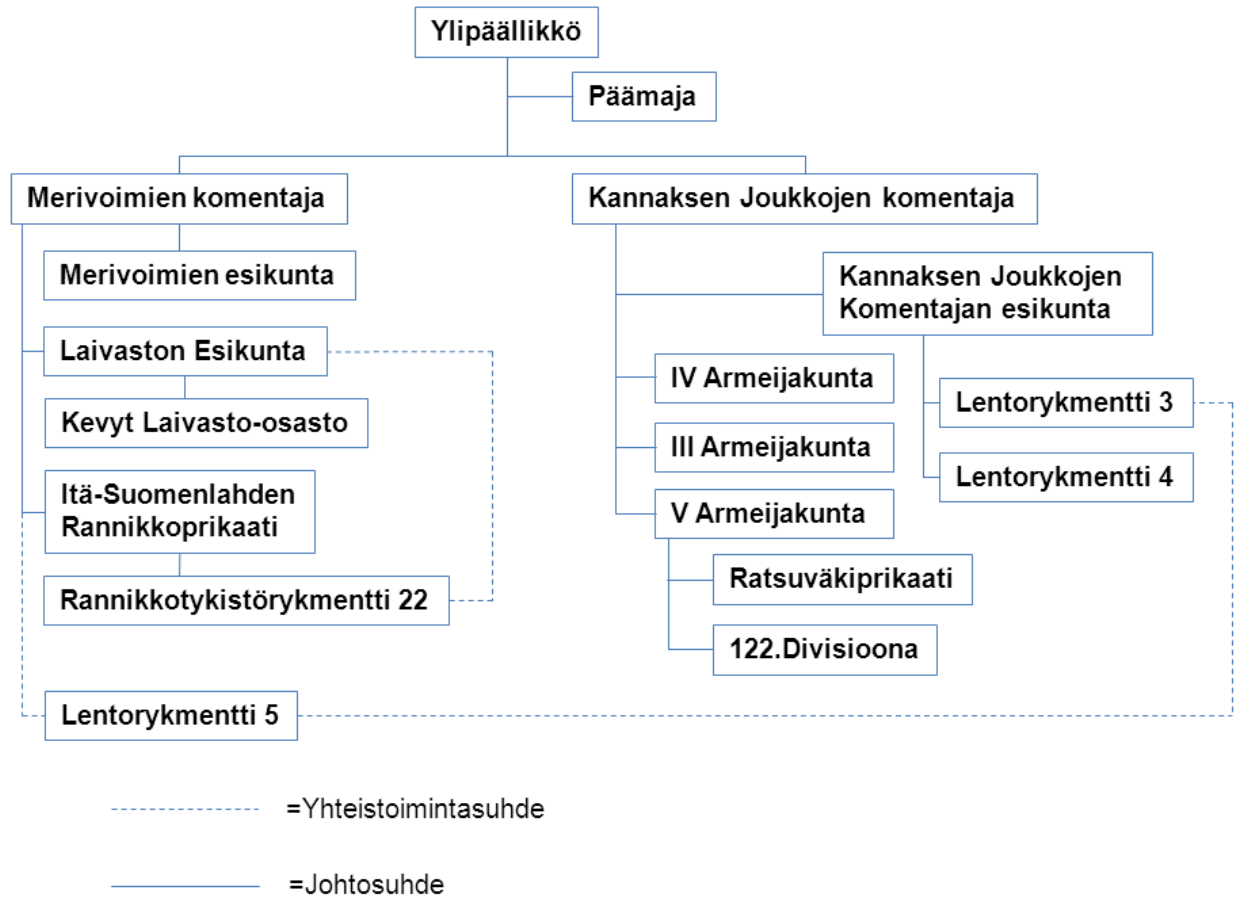 Ylipäällikkö
Päämaja
Merivoimien komentaja
Merivoimien esikunta
Laivaston Esikunta
Kevyt Laivasto-osasto
Itä-Suomenlahden
Rannikkoprikaati
Rannikkotykistörykmentti 22
Lentorykmentti 5
Kannaksen Joukkojen komentaja
Kannaksen Joukkojen
Komentajan esikunta
Lentorykmentti 3
Lentorykmentti 4
IV Armeijakunta
III Armeijakunta
V Armeijakunta
Ratsuväkiprikaati
122.Divisioona
=Yhteistoimintasuhde
=Johtosuhde